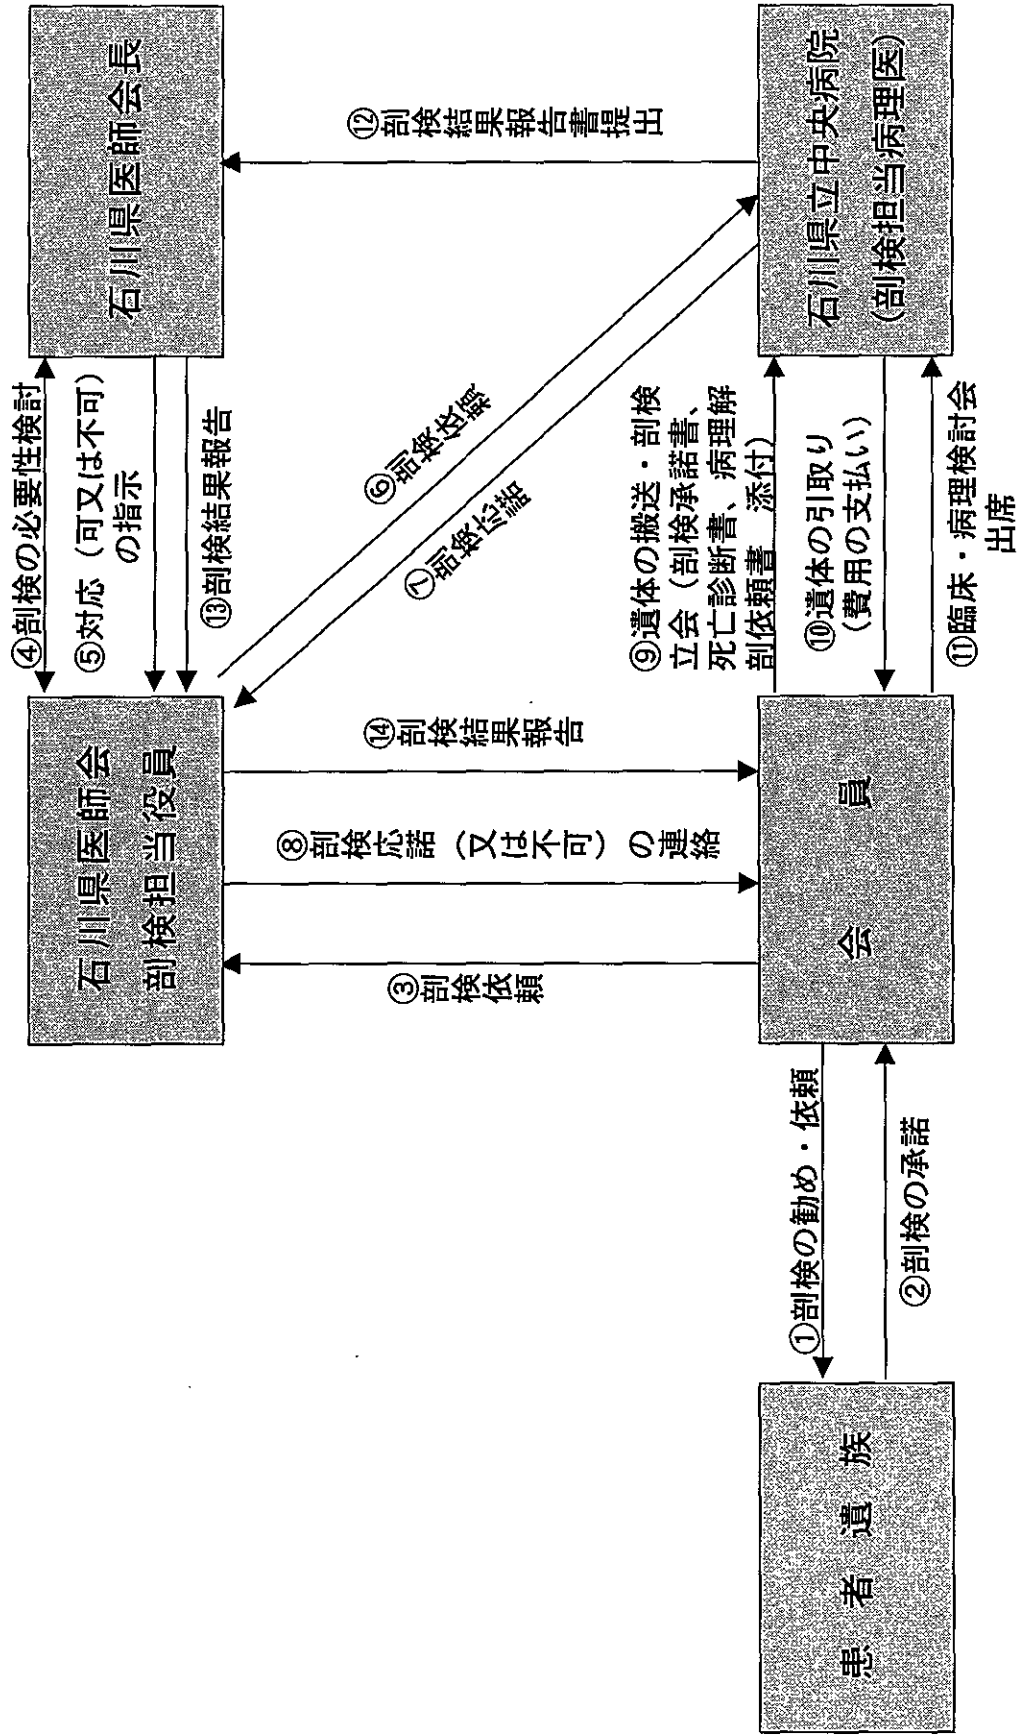 石川県医師会
剖検担当役員
④剖検の必要性検討
⑤対応（可又は不可）
の指示
⑬剖検結果報告
石川県医師会長
③剖検依頼
⑧剖検応諾（又は不可）の連絡
⑭剖検結果報告
⑥剖検依頼
⑦剖検応諾
⑫剖検結果報告書提出
患者遺族
①剖検の勧め・依頼
②剖検の承諾
会員
⑨遺体の搬送・剖検
立会（剖検承諾書、
死亡診断書、病理解
剖依頼書　添付）
⑩遺体の引取り
（費用の支払い）
⑪臨床・病理検討会
出席
石川県立中央病院
（剖検担当病理医）